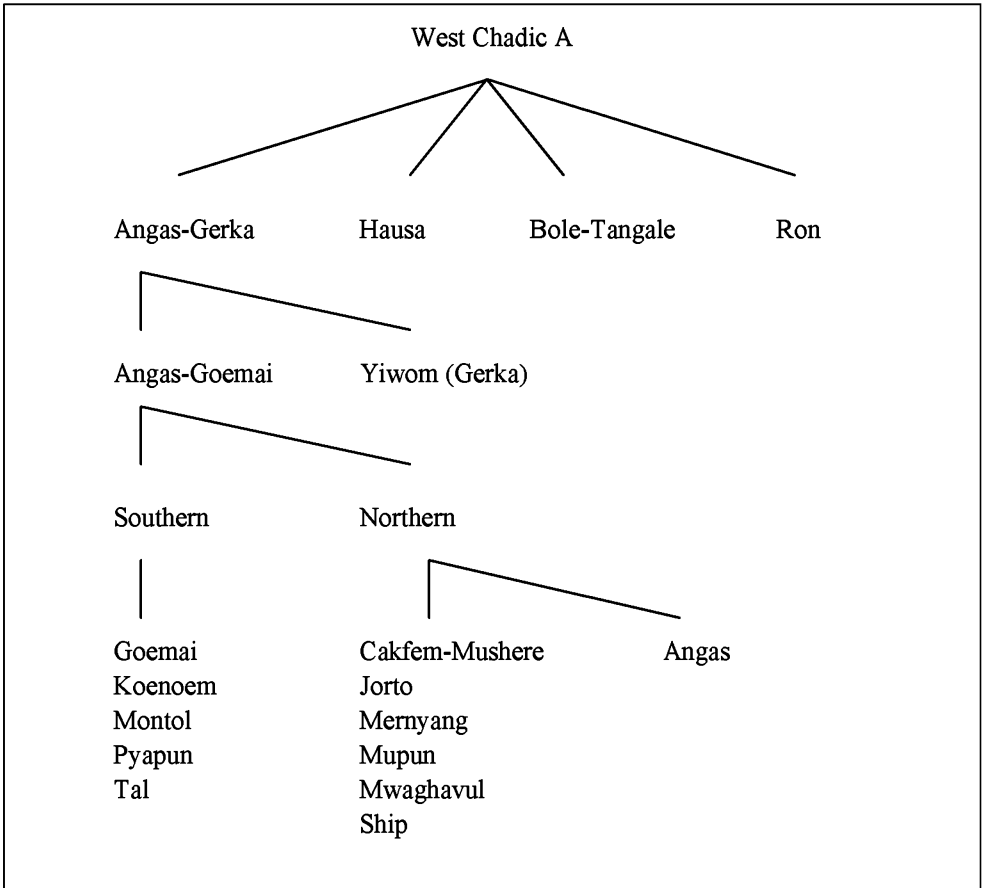 West Chadic A
Angas-Gerka Hausa Bole-Tangale Ron
Angas-Goemai Yiwom (Gerka)
Southern Northern
Goemai Cakfem-Mushere Angas
Koenoem Jorto
Montol Mernyang
Pyapun Mupun
Tal Mwaghavul
Ship